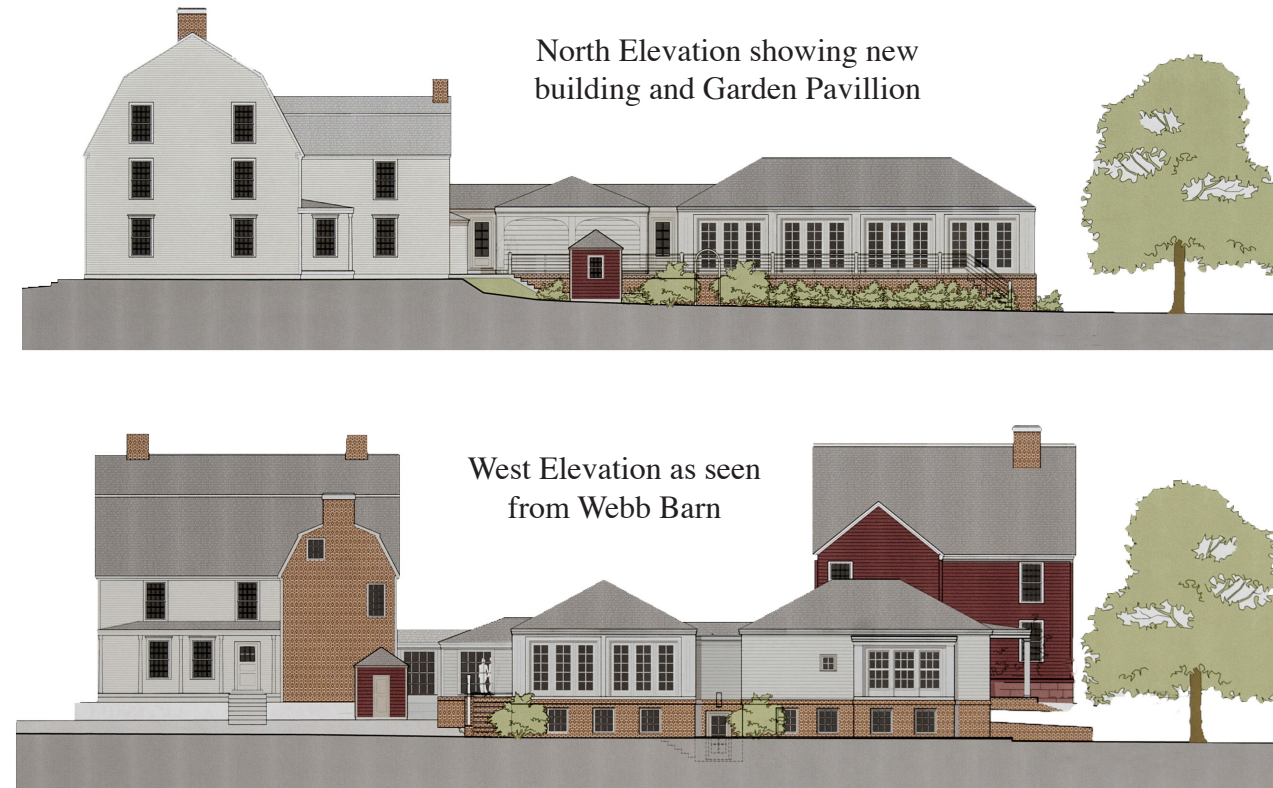 North Elevation showing new
building and Garden Pavillion
West Elevation as seen
from Webb Barn